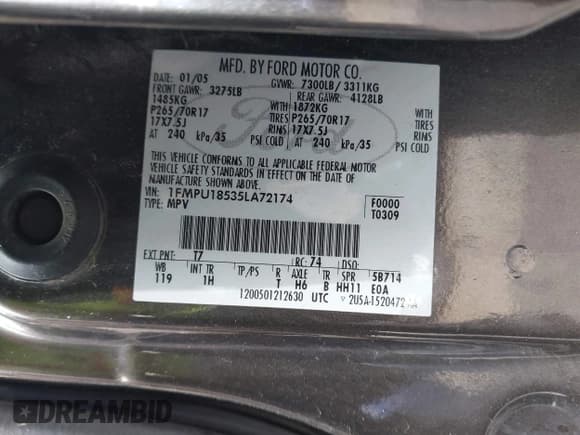 MFD. BY FORD MOTOR CO.
DATE: 01/05 GVWR: 7300LB/ 3311KG
FRONT GAWR: 3275LB REAR GAWR: 4128LB
1485KG WITH 1872KG WITH
P265/70R17 TIRES P265/70R17 TIRES
17X7.5J RIMS 17X7.5J RIMS
AT 240 kPa/35 PSI COLD AT 240 kPa/35 PSI COLD
THIS VEHICLE CONFORMS TO ALL APPLICABLE FEDERAL MOTOR
VEHICLE SAFETY STANDARDS IN EFFECT ON THE DATE OF
MANUFACTURE SHOWN ABOVE.
VIN: 1FMPU18535LA72174 F0000
TYPE: MPV T0309
EXT PNT: T7 RC: 74 DSO:
WB INT TR TP/PS R AXLE TR SPR 5B714
119 1H T H6 B HH11 E0A
1200501212630 UTC ▽ 2U5A-1520472-AA
Ford
DREAMBID